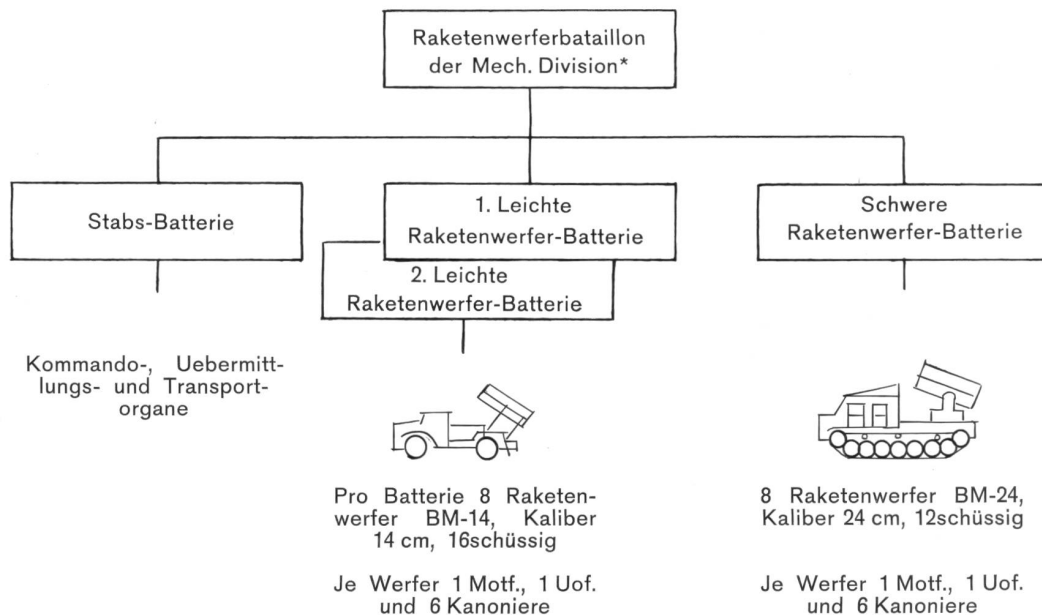 Raketenwerferbataillon
der Mech. Division*
Stabs-Batterie
1. Leichte
Raketenwerfer-Batterie
2. Leichte
Raketenwerfer-Batterie
Schwere
Raketenwerfer-Batterie
Kommando-, Uebermitt-
lungs- und Transport-
organe
Pro Batterie 8 Raketen-
werfer BM-14, Kaliber
14 cm, 16schüssig
Je Werfer 1 Motf., 1 Uof.
und 6 Kanoniere
8 Raketenwerfer BM-24,
Kaliber 24 cm, 12schüssig
Je Werfer 1 Motf., 1 Uof.
und 6 Kanoniere